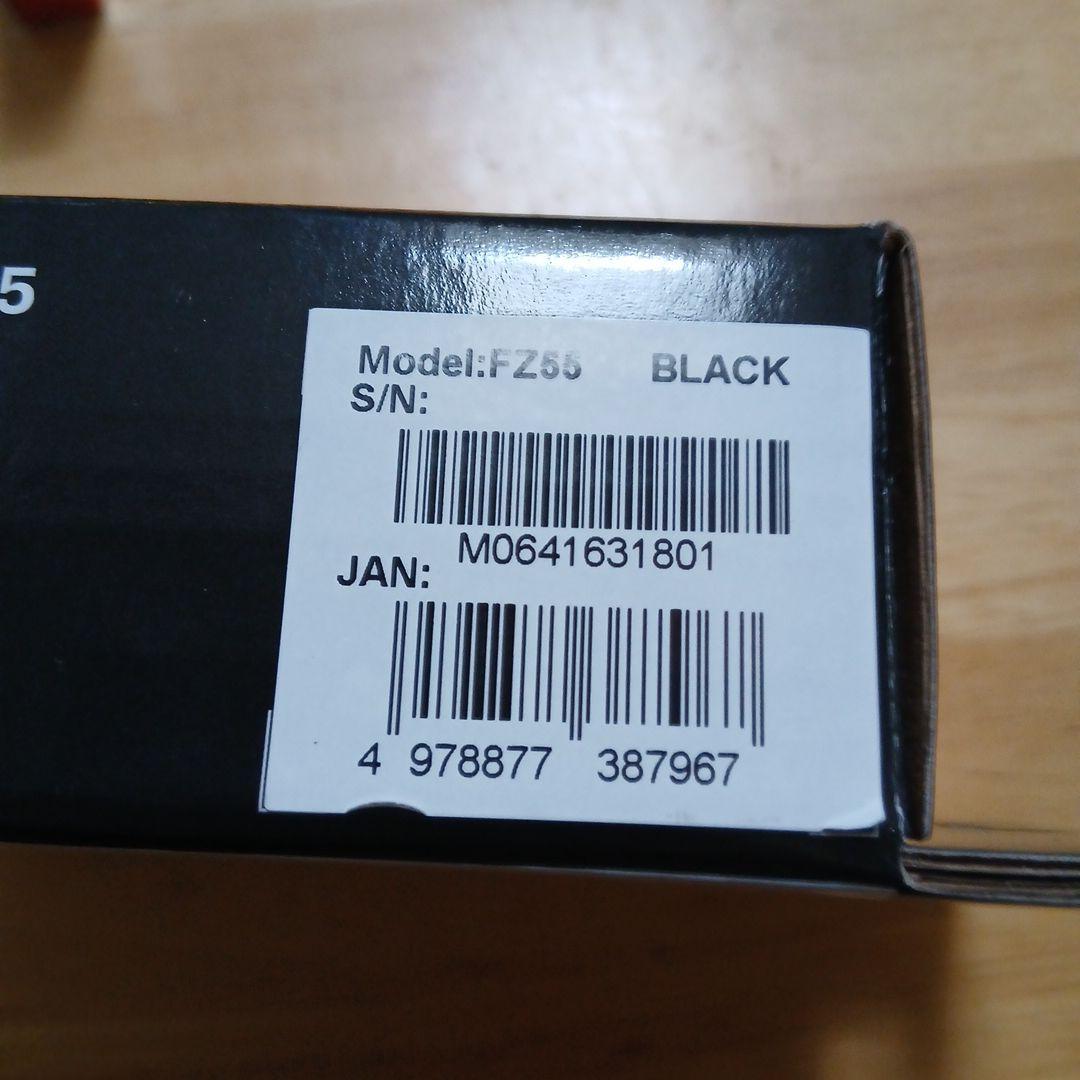 5
Model:FZ55 BLACK
S/N:
M0641631801
JAN:
4 978877 387967